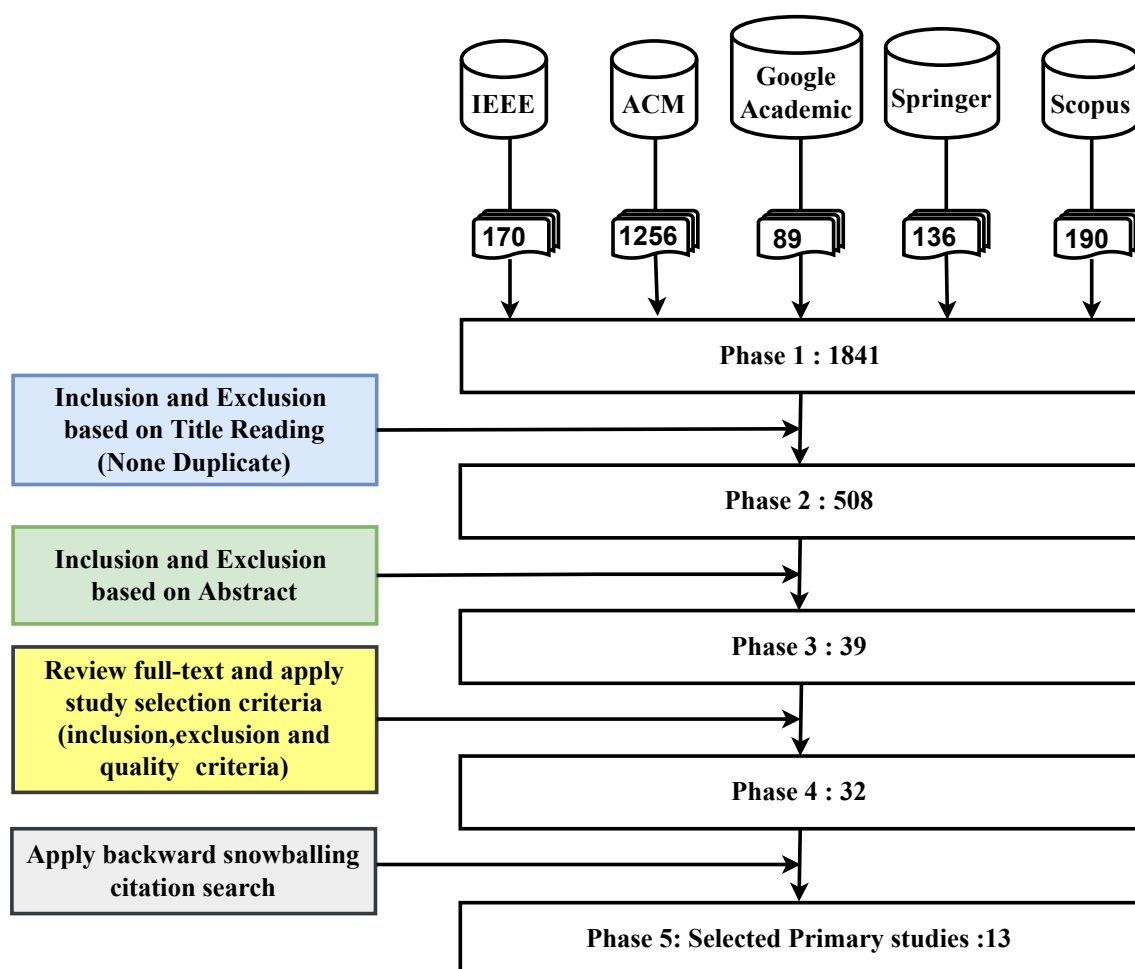 IEEE
ACM
Google
Academic
Springer
Scopus
170
1256
89
136
190
Phase 1 : 1841
Inclusion and Exclusion
based on Title Reading
(None Duplicate)
Phase 2 : 508
Inclusion and Exclusion
based on Abstract
Phase 3 : 39
Review full-text and apply
study selection criteria
(inclusion,exclusion and
quality criteria)
Phase 4 : 32
Apply backward snowballing
citation search
Phase 5: Selected Primary studies :13